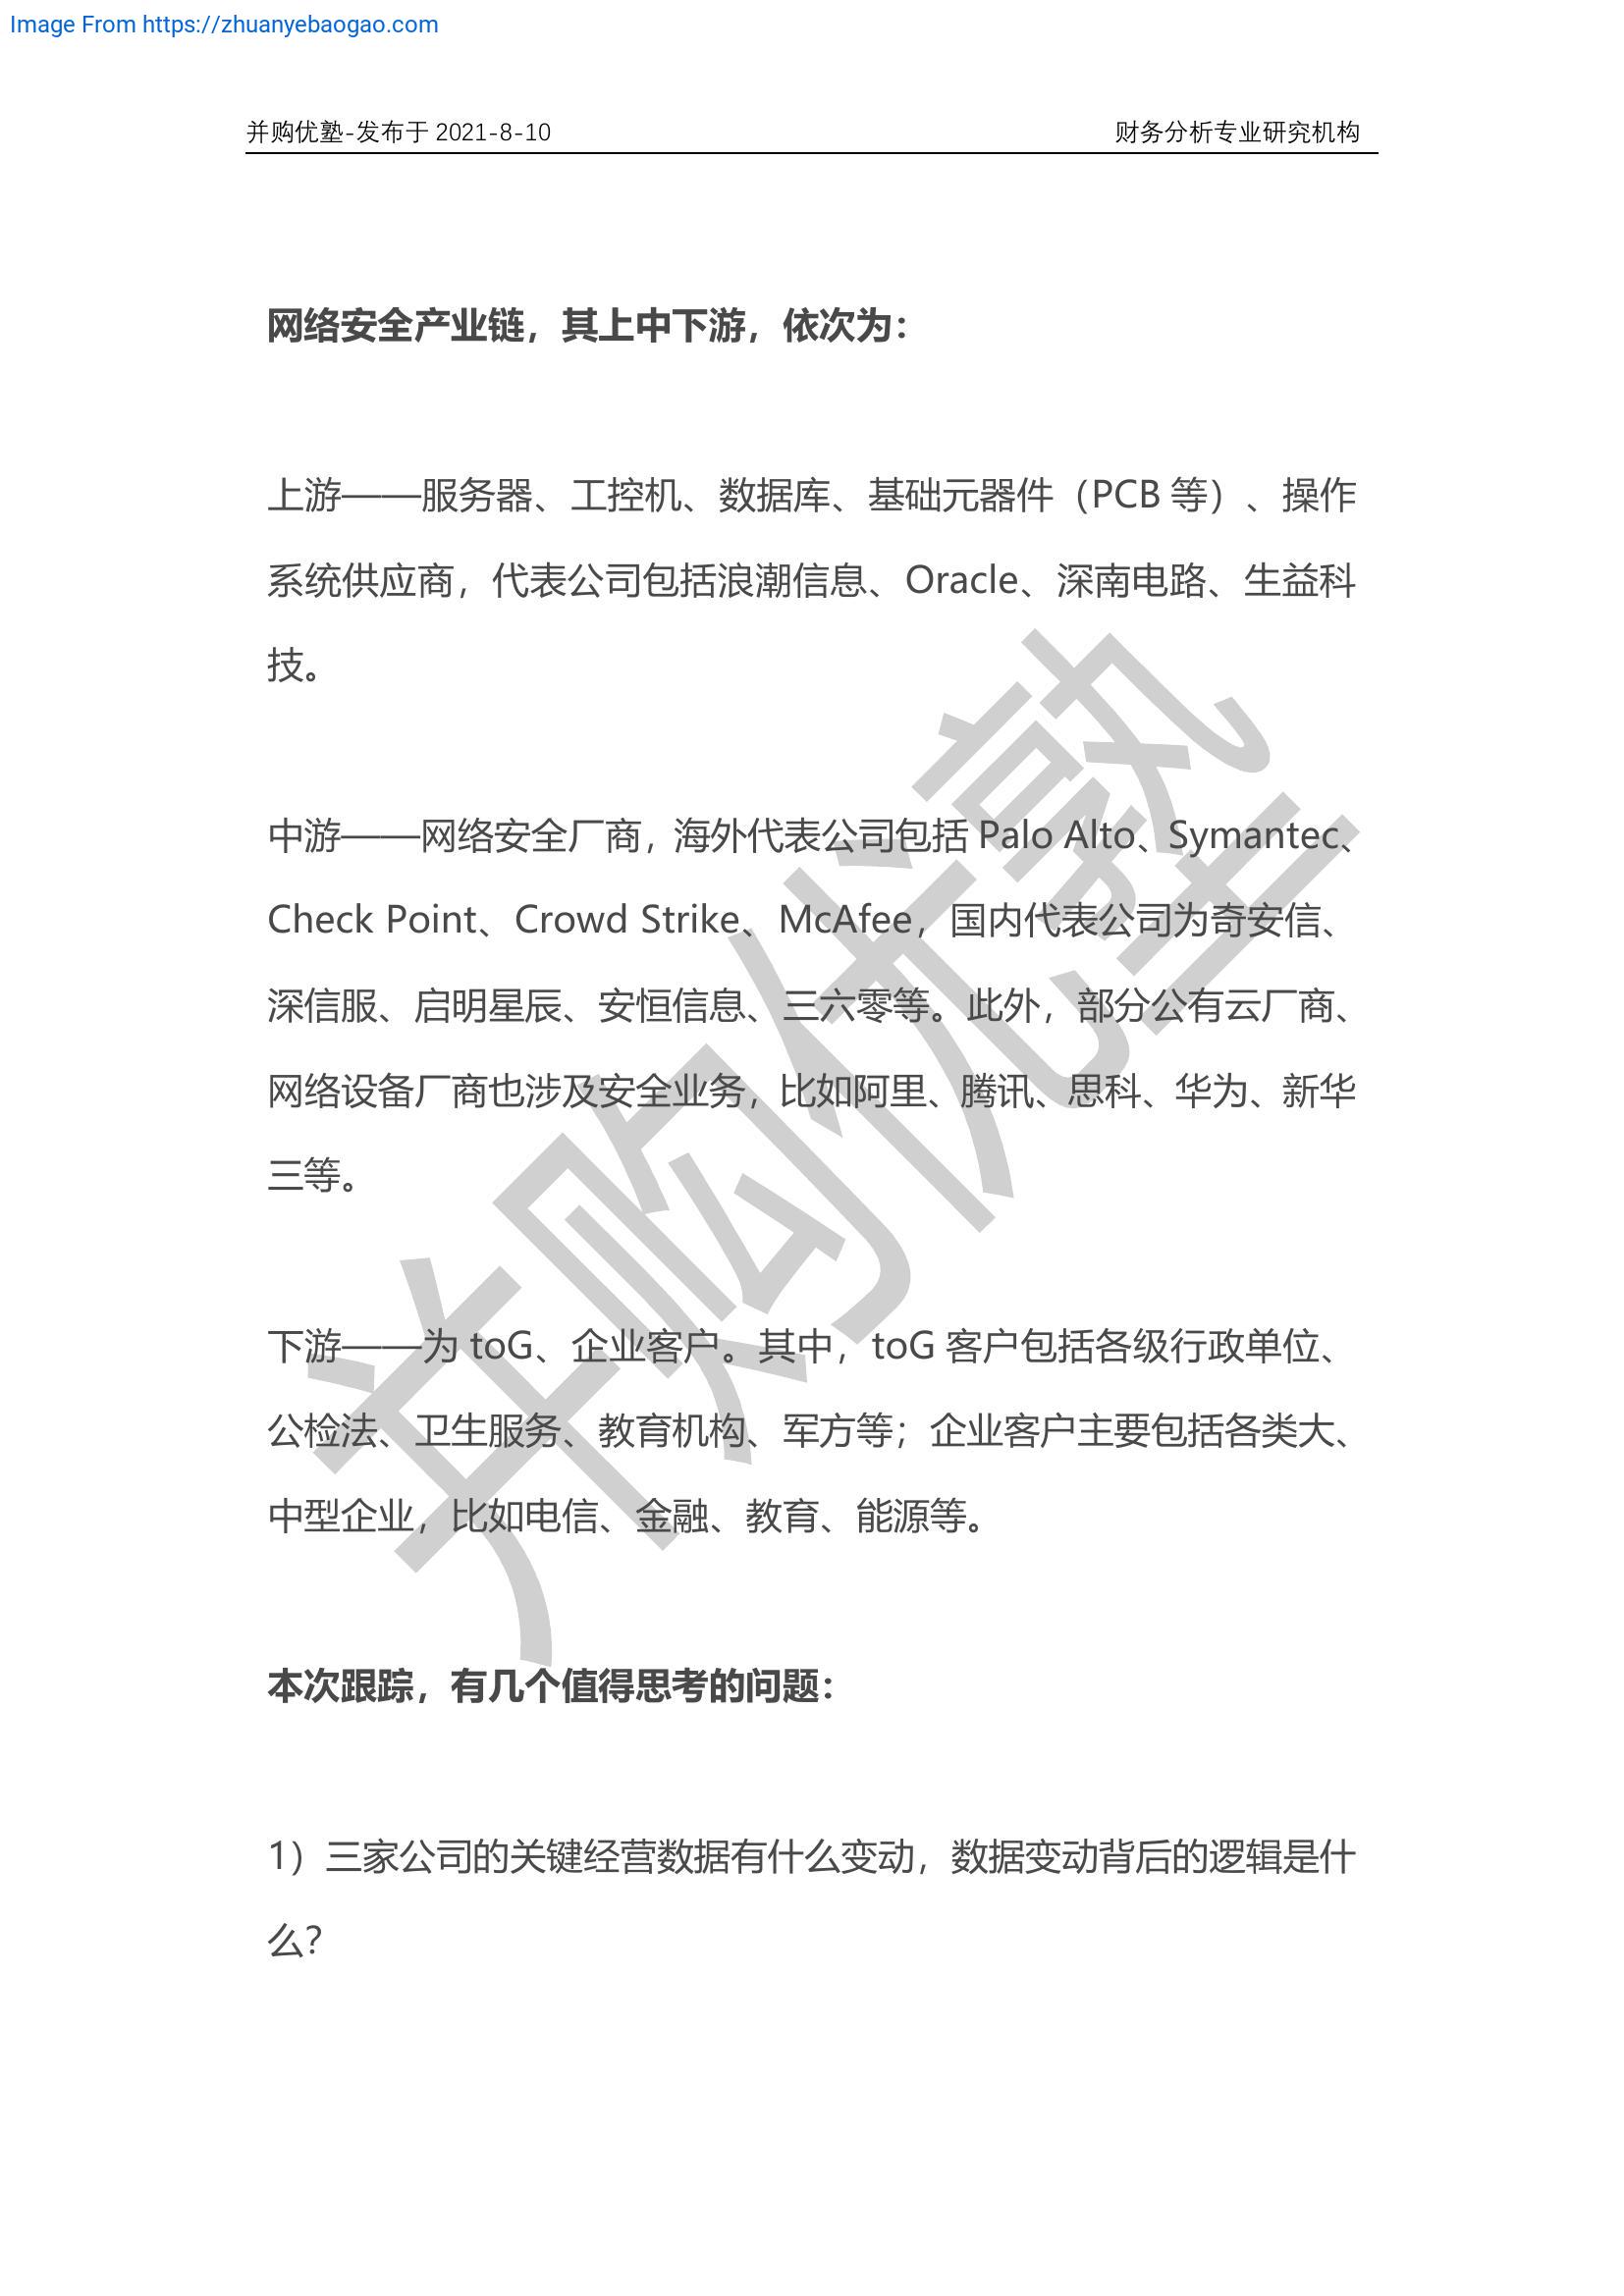 Image From https://zhuanyebaogao.com
并购优塾-发布于 2021-8-10 财务分析专业研究机构
网络安全产业链，其上中下游，依次为：
上游——服务器、工控机、数据库、基础元器件（PCB 等）、操作
系统供应商，代表公司包括浪潮信息、Oracle、深南电路、生益科
技。
中游——网络安全厂商，海外代表公司包括 Palo Alto、Symantec、
Check Point、Crowd Strike、McAfee，国内代表公司为奇安信、
深信服、启明星辰、安恒信息、三六零等。此外，部分公有云厂商、
网络设备厂商也涉及安全业务，比如阿里、腾讯、思科、华为、新华
三等。
下游——为 toG、企业客户。其中，toG 客户包括各级行政单位、
公检法、卫生服务、教育机构、军方等；企业客户主要包括各类大、
中型企业，比如电信、金融、教育、能源等。
本次跟踪，有几个值得思考的问题：
1）三家公司的关键经营数据有什么变动，数据变动背后的逻辑是什
么？
并购优塾